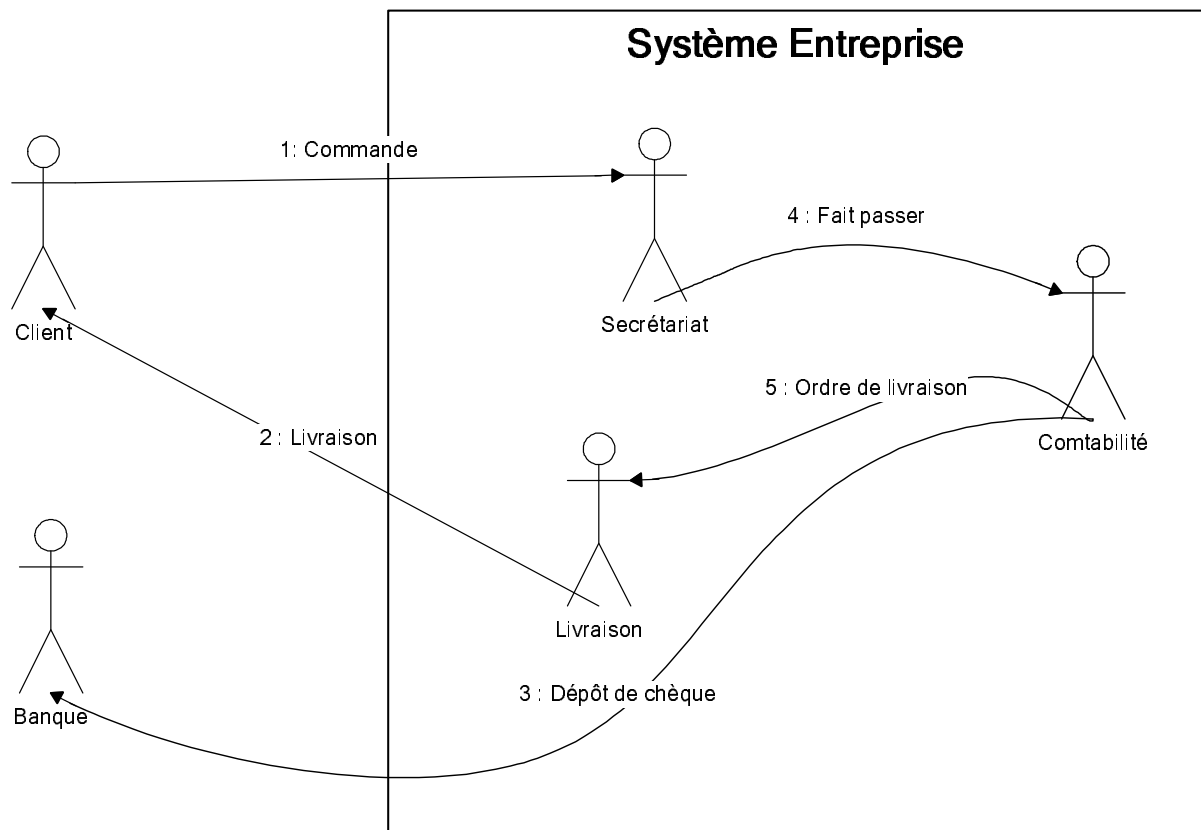 Système Entreprise
1: Commande
4 : Fait passer
Client
Secrétariat
5 : Ordre de livraison
2 : Livraison
Comtabilité
Livraison
3 : Dépôt de chèque
Banque